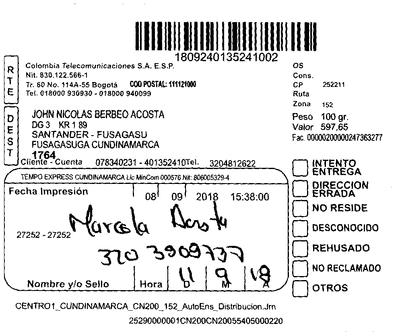 1809240135241002
RTE
Colombia Telecomunicaciones S.A. E.S.P.
Nit. 830.122.566-1
Tr. 60 No. 114A-55 Bogotá COD POSTAL: 111121000
Tel. 018000 930930 - 018000 940099
OS
Cons.
CP 252211
Ruta
Zona 152
Peso 100 gr.
Valor 597,65
Fac. 00000200000247363277
DEST
JOHN NICOLAS BERBEO ACOSTA
DG 3 KR 1 89
SANTANDER - FUSAGASU
FUSAGASUGA CUNDINAMARCA
1764
Cliente - Cuenta 078340231 - 401352410 Tel. 3204812622
TEMPO EXPRESS CUNDINAMARCA Lic MinCom 000576 Nit: 806005329-4
Fecha Impresión 08 09 2018 15:38:00
Marcela Acosta
27252 - 27252
320 3909737
11 9 18
Nombre y/o Sello Hora D M A
INTENTO ENTREGA
DIRECCION ERRADA
NO RESIDE
DESCONOCIDO
REHUSADO
NO RECLAMADO
OTROS
CENTRO1_CUNDINAMARCA_CN200_152_AutoEns_Distribucion.Jrn
25290000001CN200CN20055405000220